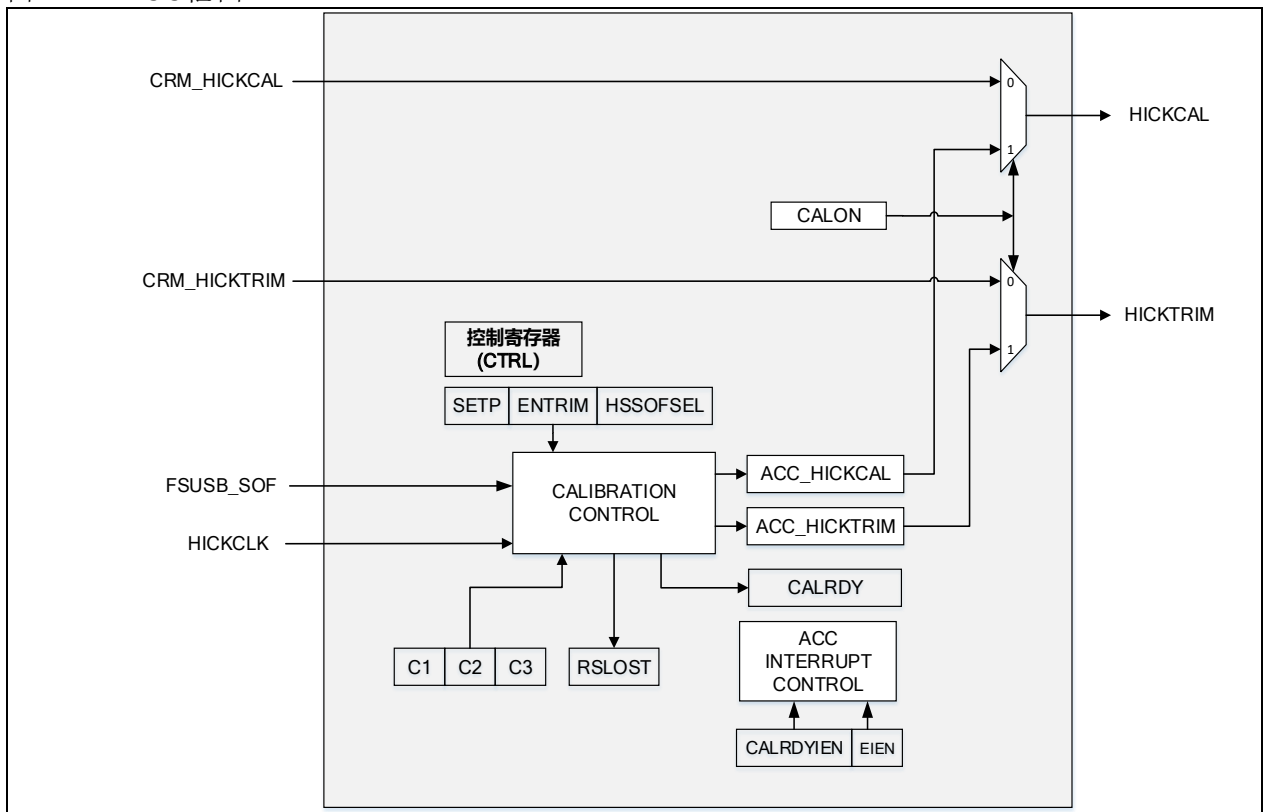 CRM_HICKCAL
0
HICKCAL
1
CALON
CRM_HICKTRIM
0
HICKTRIM
控制寄存器
(CTRL)
1
SETP ENTRIM HSSOFSEL
FSUSB_SOF
CALIBRATION
CONTROL
ACC_HICKCAL
ACC_HICKTRIM
HICKCLK
CALRDY
C1 C2 C3
RSLOST
ACC
INTERRUPT
CONTROL
CALRDYIEN EIEN